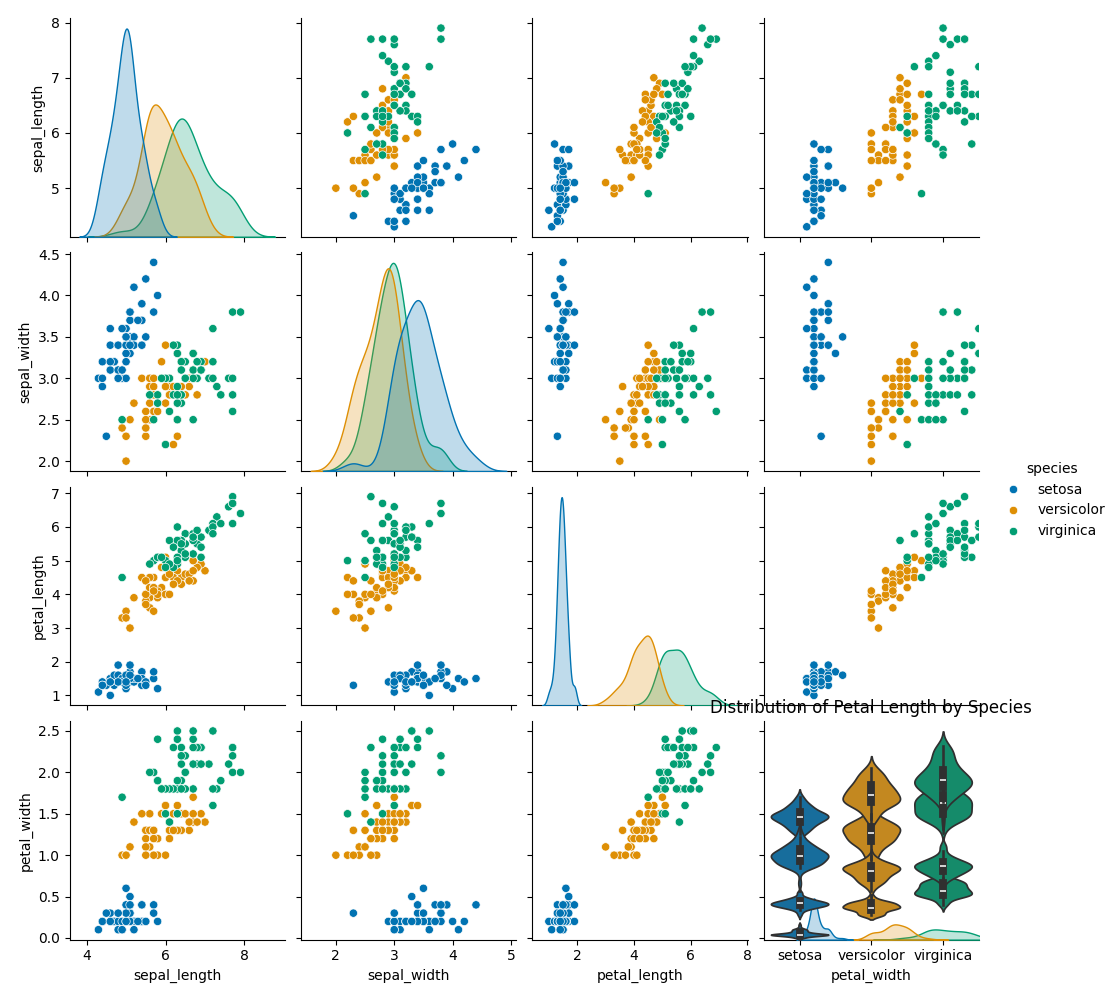 8
7
6
5
sepal_length
4.5
4.0
3.5
3.0
2.5
2.0
sepal_width
species
setosa
versicolor
virginica
7
6
5
4
3
2
1
petal_length
Distribution of Petal Length by Species
2.5
2.0
1.5
1.0
0.5
0.0
petal_width
4 6 8 2 3 4 5 2 4 6 8 setosa versicolor virginica
sepal_length sepal_width petal_length petal_width